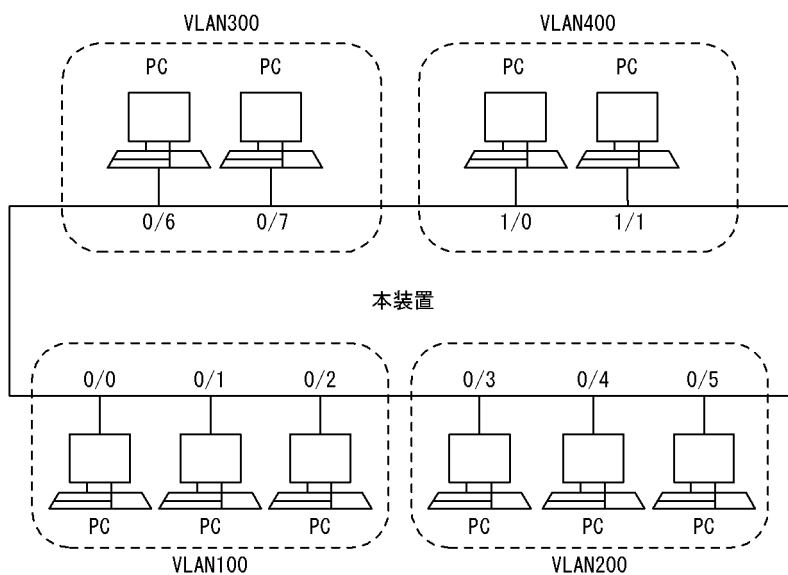 VLAN300 VLAN400
PC PC PC PC
0/6 0/7 1/0 1/1
本装置
0/0 0/1 0/2 0/3 0/4 0/5
PC PC PC PC PC PC
VLAN100 VLAN200